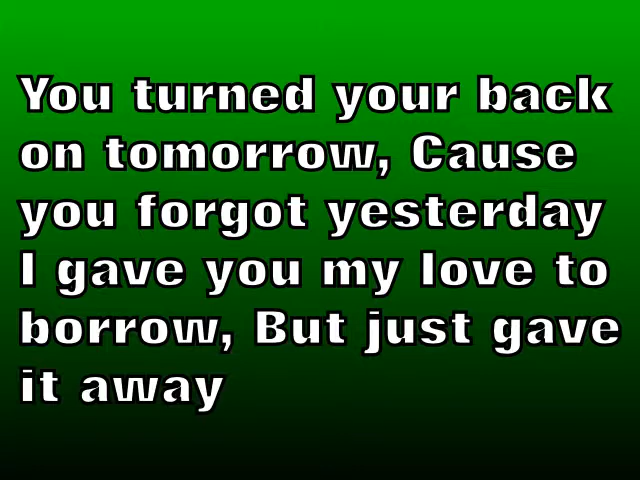 You turned your back
on tomorrow, Cause
you forgot yesterday
I gave you my love to
borrow, But just gave
it away